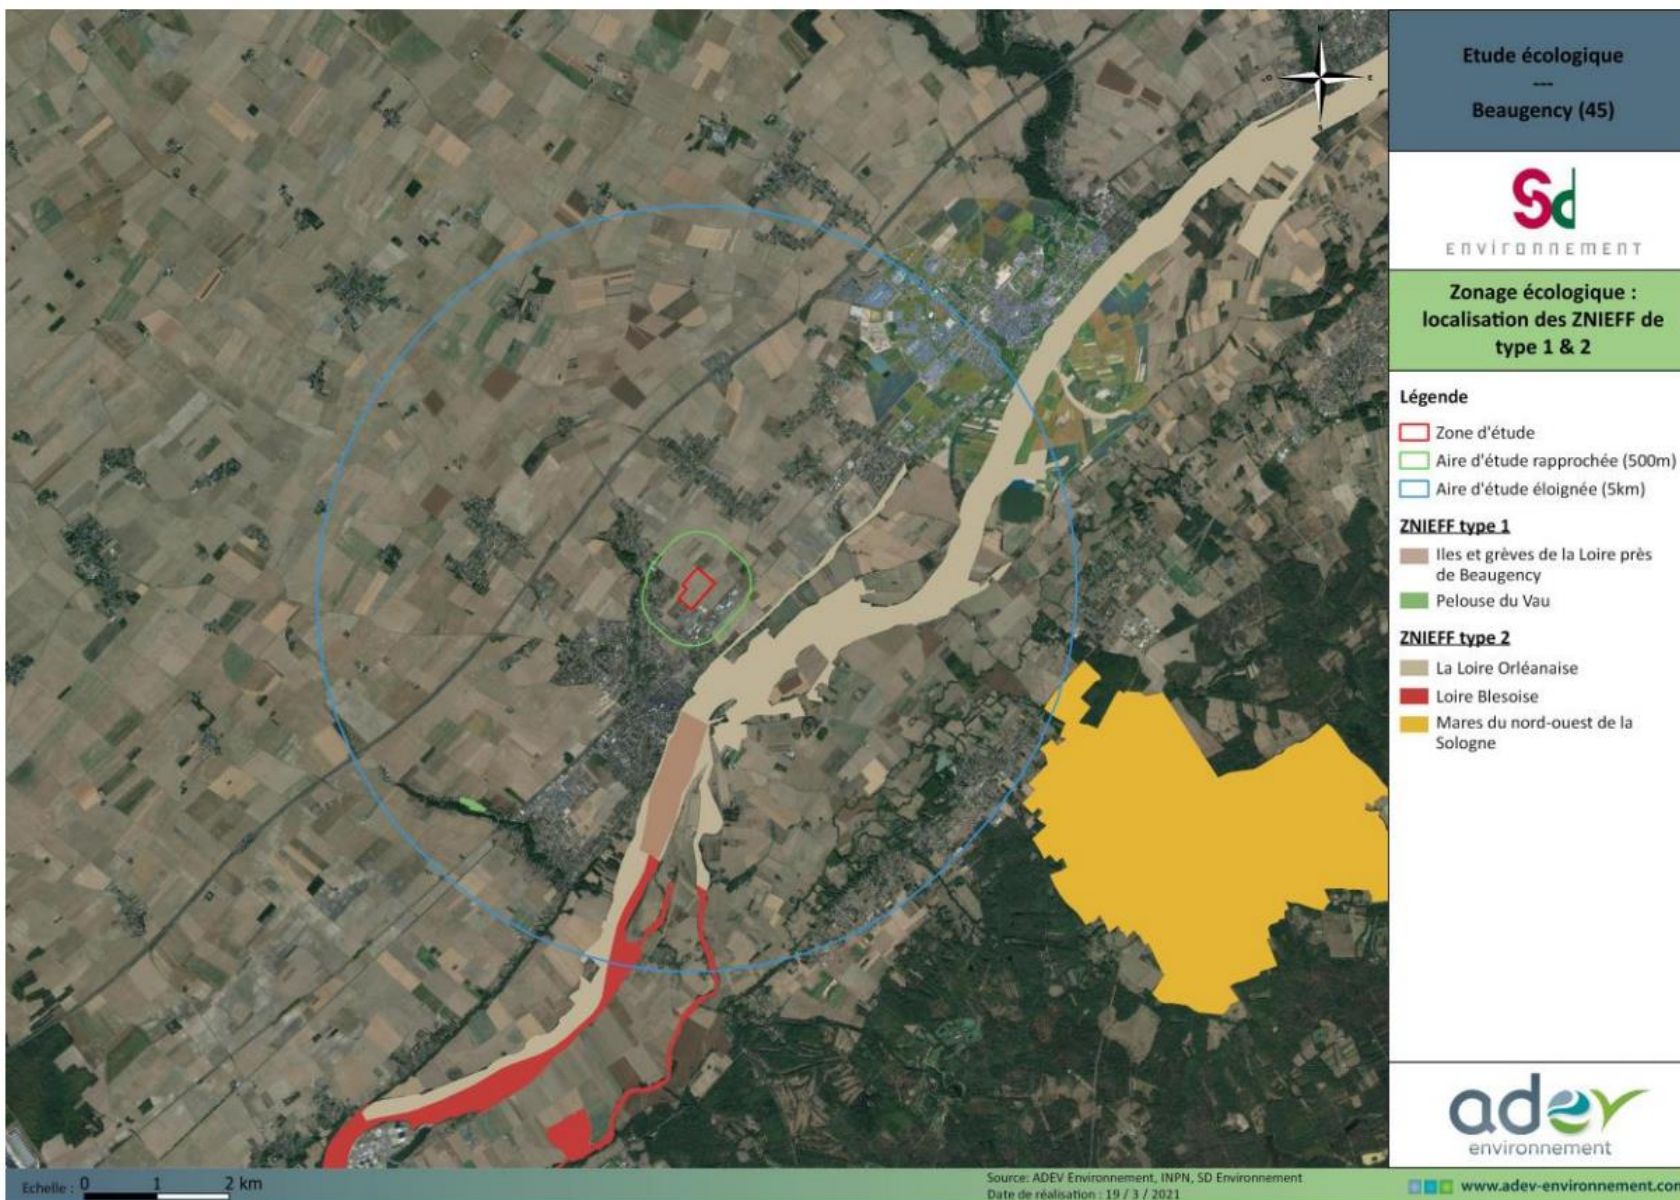 Etude écologique
---
Beaugency (45)
Sd
environnement
Zonage écologique :
localisation des ZNIEFF de
type 1 & 2
Légende
Zone d'étude
Aire d'étude rapprochée (500m)
Aire d'étude éloignée (5km)
ZNIEFF type 1
Iles et grèves de la Loire près
de Beaugency
Pelouse du Vau
ZNIEFF type 2
La Loire Orléanaise
Loire Blesoise
Mares du nord-ouest de la
Sologne
adev
environnement
Echelle : 0 1 2 km
Source: ADEV Environnement, INPN, SD Environnement
Date de réalisation : 19 / 3 / 2021
www.adev-environnement.com